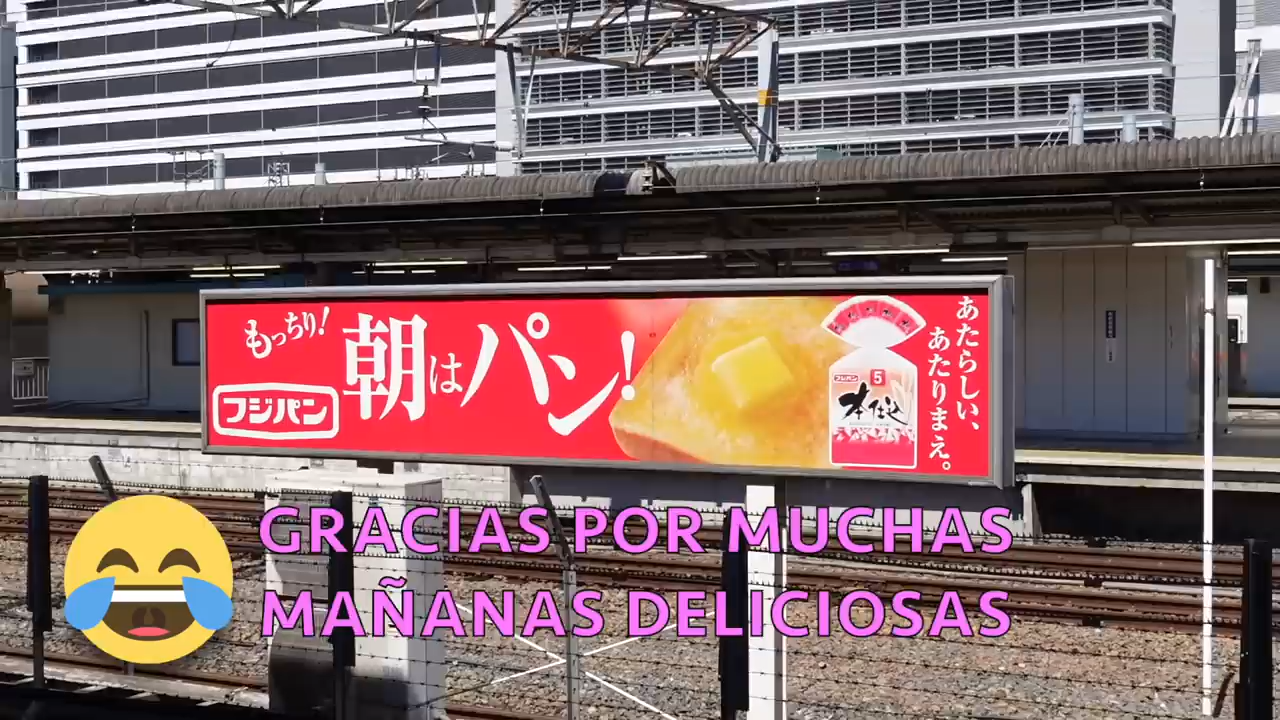 もっちり!
朝はパン!
フジパン
フジパン
5
本仕込
あたらしい、
あたりまえ。
GRACIAS POR MUCHAS
MAÑANAS DELICIOSAS